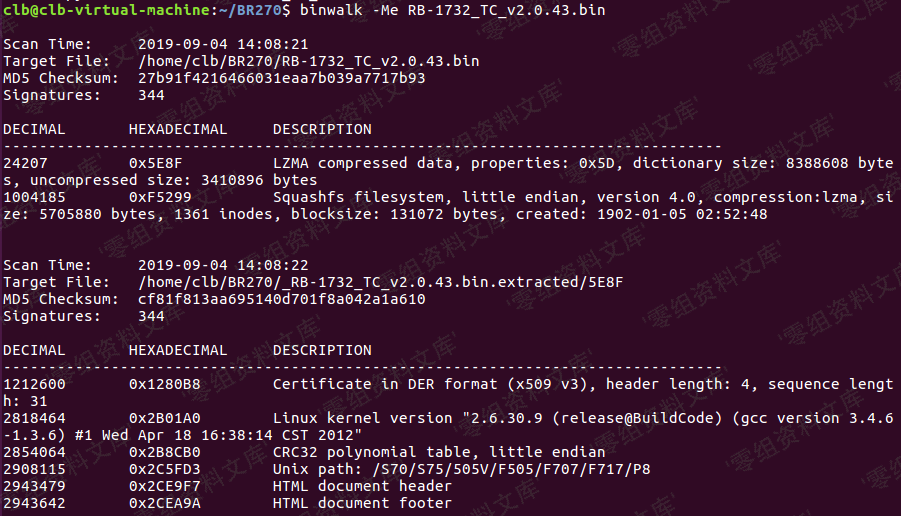 clb@clb-virtual-machine:~/BR270$ binwalk -Me RB-1732_TC_v2.0.43.bin
Scan Time:     2019-09-04 14:08:21
Target File:   /home/clb/BR270/RB-1732_TC_v2.0.43.bin
MD5 Checksum:  27b91f4216466031eaa7b039a7717b93
Signatures:    344
DECIMAL       HEXADECIMAL     DESCRIPTION
--------------------------------------------------------------------------------
24207         0x5E8F          LZMA compressed data, properties: 0x5D, dictionary size: 8388608 byte
s, uncompressed size: 3410896 bytes
1004185       0xF5299         Squashfs filesystem, little endian, version 4.0, compression:lzma, si
ze: 5705880 bytes, 1361 inodes, blocksize: 131072 bytes, created: 1902-01-05 02:52:48
Scan Time:     2019-09-04 14:08:22
Target File:   /home/clb/BR270/_RB-1732_TC_v2.0.43.bin.extracted/5E8F
MD5 Checksum:  cf81f813aa695140d701f8a042a1a610
Signatures:    344
DECIMAL       HEXADECIMAL     DESCRIPTION
--------------------------------------------------------------------------------
1212600       0x1280B8        Certificate in DER format (x509 v3), header length: 4, sequence lengt
h: 31
2818464       0x2B01A0        Linux kernel version "2.6.30.9 (release@BuildCode) (gcc version 3.4.6
-1.3.6) #1 Wed Apr 18 16:38:14 CST 2012"
2854064       0x2B8CB0        CRC32 polynomial table, little endian
2908115       0x2C5FD3        Unix path: /S70/S75/505V/F505/F707/F717/P8
2943479       0x2CE9F7        HTML document header
2943642       0x2CEA9A        HTML document footer
'零组资料文库'